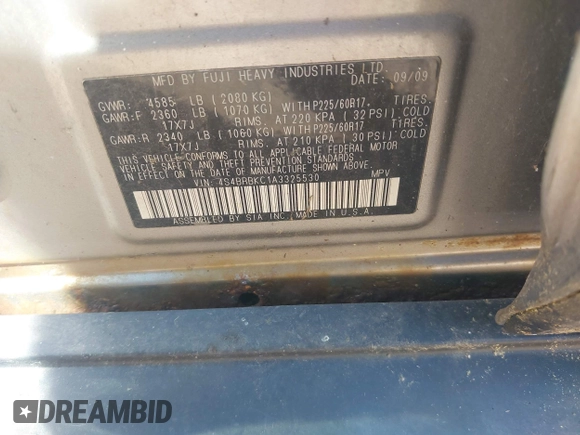 MFD BY FUJI HEAVY INDUSTRIES LTD.
DATE: 09/09
GVWR: 4585 LB (2080 KG)
GAWR:F 2360 LB (1070 KG) WITH P225/60R17, TIRES.
17X7J RIMS. AT 220 KPA (32 PSI) COLD
GAWR:R 2340 LB (1060 KG) WITH P225/60R17 TIRES.
17X7J RIMS. AT 210 KPA (30 PSI) COLD
THIS VEHICLE CONFORMS TO ALL APPLICABLE FEDERAL MOTOR
VEHICLE SAFETY AND THEFT PREVENTION STANDARDS IN
EFFECT ON THE DATE OF MANUFACTURE SHOWN ABOVE.
VIN: 4S4BRBKC1A3325530 MPV
ASSEMBLED BY SIA INC., MADE IN U.S.A.
DREAMBID